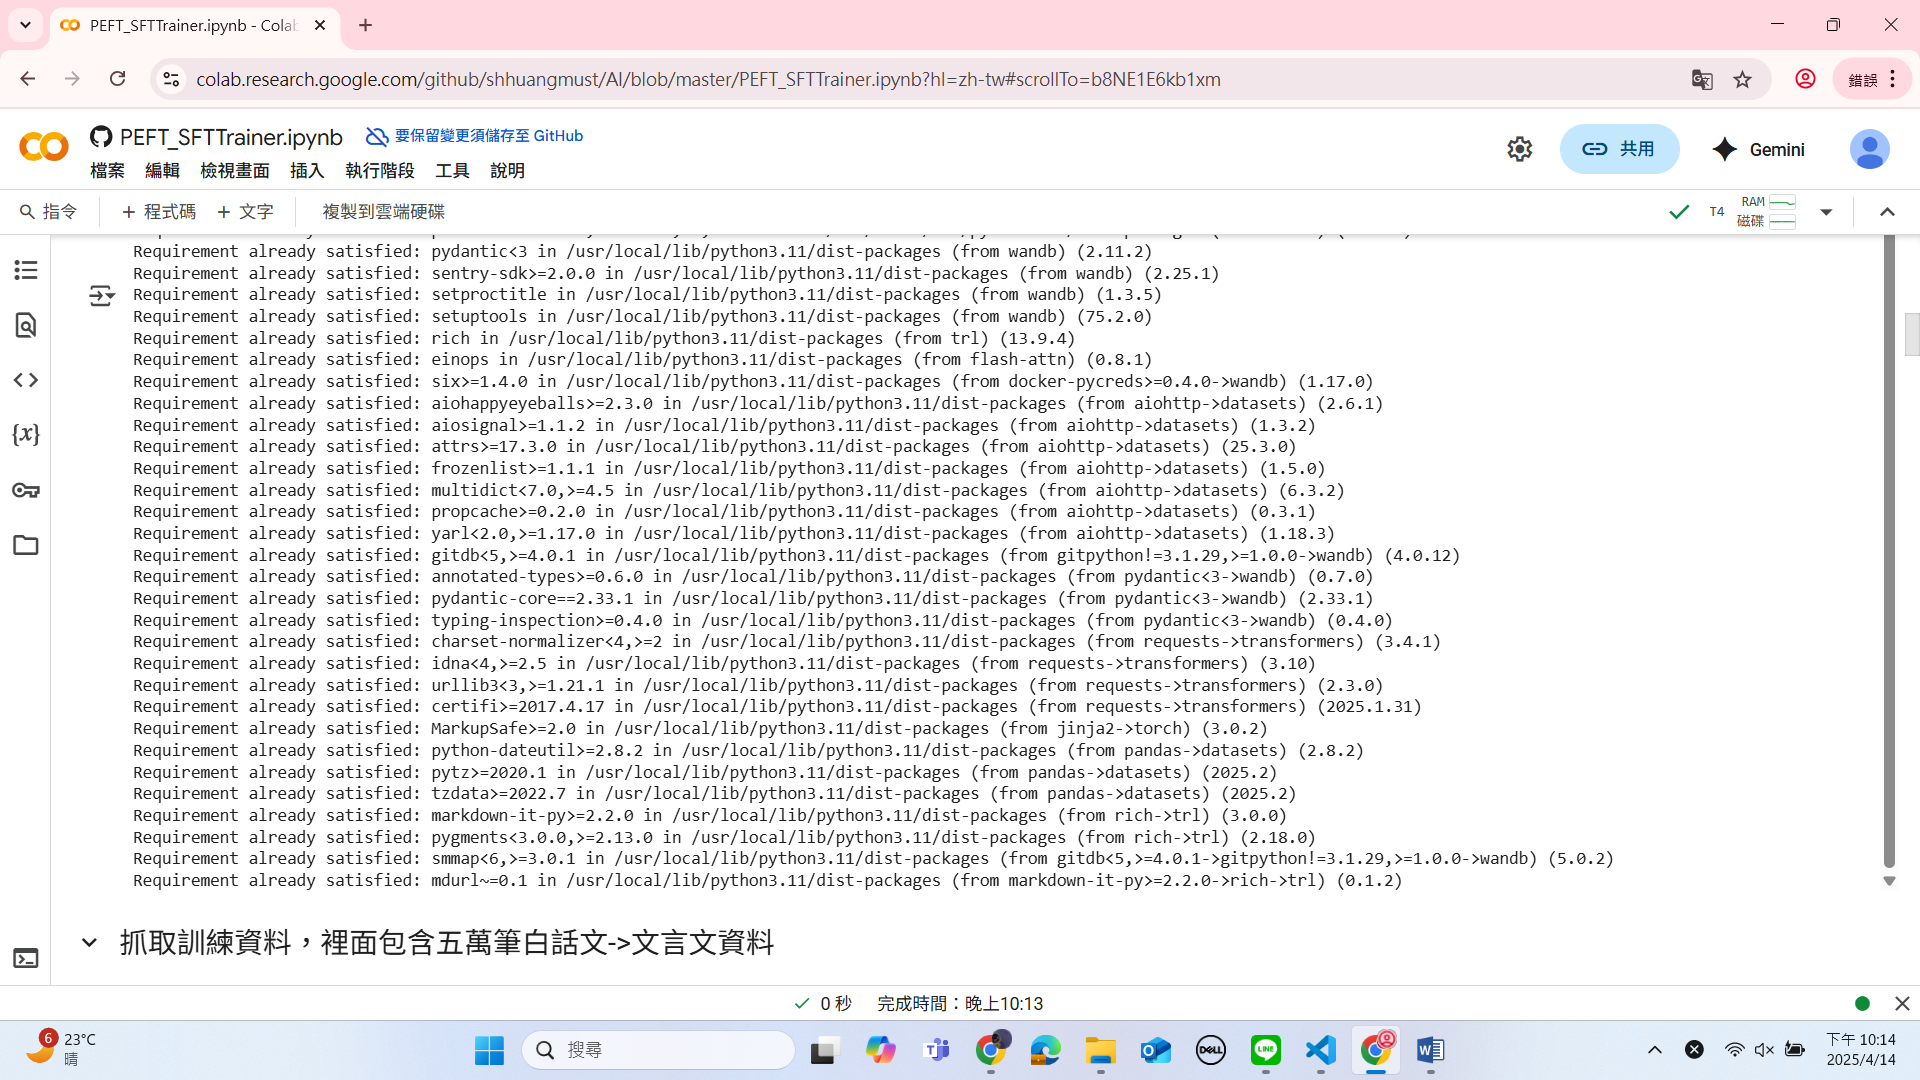 PEFT_SFTTrainer.ipynb - Colab
colab.research.google.com/github/shhuangmust/AI/blob/master/PEFT_SFTTrainer.ipynb?hl=zh-tw#scrollTo=b8NE1E6kb1xm
錯誤
PEFT_SFTTrainer.ipynb
要保留變更須儲存至 GitHub
檔案 編輯 檢視畫面 插入 執行階段 工具 說明
共用
Gemini
指令
+ 程式碼 + 文字
複製到雲端硬碟
T4
RAM
磁碟
Requirement already satisfied: pydantic<3 in /usr/local/lib/python3.11/dist-packages (from wandb) (2.11.2)
Requirement already satisfied: sentry-sdk>=2.0.0 in /usr/local/lib/python3.11/dist-packages (from wandb) (2.25.1)
Requirement already satisfied: setproctitle in /usr/local/lib/python3.11/dist-packages (from wandb) (1.3.5)
Requirement already satisfied: setuptools in /usr/local/lib/python3.11/dist-packages (from wandb) (75.2.0)
Requirement already satisfied: rich in /usr/local/lib/python3.11/dist-packages (from trl) (13.9.4)
Requirement already satisfied: einops in /usr/local/lib/python3.11/dist-packages (from flash-attn) (0.8.1)
Requirement already satisfied: six>=1.4.0 in /usr/local/lib/python3.11/dist-packages (from docker-pycreds>=0.4.0->wandb) (1.17.0)
Requirement already satisfied: aiohappyeyeballs>=2.3.0 in /usr/local/lib/python3.11/dist-packages (from aiohttp->datasets) (2.6.1)
Requirement already satisfied: aiosignal>=1.1.2 in /usr/local/lib/python3.11/dist-packages (from aiohttp->datasets) (1.3.2)
Requirement already satisfied: attrs>=17.3.0 in /usr/local/lib/python3.11/dist-packages (from aiohttp->datasets) (25.3.0)
Requirement already satisfied: frozenlist>=1.1.1 in /usr/local/lib/python3.11/dist-packages (from aiohttp->datasets) (1.5.0)
Requirement already satisfied: multidict<7.0,>=4.5 in /usr/local/lib/python3.11/dist-packages (from aiohttp->datasets) (6.3.2)
Requirement already satisfied: propcache>=0.2.0 in /usr/local/lib/python3.11/dist-packages (from aiohttp->datasets) (0.3.1)
Requirement already satisfied: yarl<2.0,>=1.17.0 in /usr/local/lib/python3.11/dist-packages (from aiohttp->datasets) (1.18.3)
Requirement already satisfied: gitdb<5,>=4.0.1 in /usr/local/lib/python3.11/dist-packages (from gitpython!=3.1.29,>=1.0.0->wandb) (4.0.12)
Requirement already satisfied: annotated-types>=0.6.0 in /usr/local/lib/python3.11/dist-packages (from pydantic<3->wandb) (0.7.0)
Requirement already satisfied: pydantic-core==2.33.1 in /usr/local/lib/python3.11/dist-packages (from pydantic<3->wandb) (2.33.1)
Requirement already satisfied: typing-inspection>=0.4.0 in /usr/local/lib/python3.11/dist-packages (from pydantic<3->wandb) (0.4.0)
Requirement already satisfied: charset-normalizer<4,>=2 in /usr/local/lib/python3.11/dist-packages (from requests->transformers) (3.4.1)
Requirement already satisfied: idna<4,>=2.5 in /usr/local/lib/python3.11/dist-packages (from requests->transformers) (3.10)
Requirement already satisfied: urllib3<3,>=1.21.1 in /usr/local/lib/python3.11/dist-packages (from requests->transformers) (2.3.0)
Requirement already satisfied: certifi>=2017.4.17 in /usr/local/lib/python3.11/dist-packages (from requests->transformers) (2025.1.31)
Requirement already satisfied: MarkupSafe>=2.0 in /usr/local/lib/python3.11/dist-packages (from jinja2->torch) (3.0.2)
Requirement already satisfied: python-dateutil>=2.8.2 in /usr/local/lib/python3.11/dist-packages (from pandas->datasets) (2.8.2)
Requirement already satisfied: pytz>=2020.1 in /usr/local/lib/python3.11/dist-packages (from pandas->datasets) (2025.2)
Requirement already satisfied: tzdata>=2022.7 in /usr/local/lib/python3.11/dist-packages (from pandas->datasets) (2025.2)
Requirement already satisfied: markdown-it-py>=2.2.0 in /usr/local/lib/python3.11/dist-packages (from rich->trl) (3.0.0)
Requirement already satisfied: pygments<3.0.0,>=2.13.0 in /usr/local/lib/python3.11/dist-packages (from rich->trl) (2.18.0)
Requirement already satisfied: smmap<6,>=3.0.1 in /usr/local/lib/python3.11/dist-packages (from gitdb<5,>=4.0.1->gitpython!=3.1.29,>=1.0.0->wandb) (5.0.2)
Requirement already satisfied: mdurl~=0.1 in /usr/local/lib/python3.11/dist-packages (from markdown-it-py>=2.2.0->rich->trl) (0.1.2)
抓取訓練資料，裡面包含五萬筆白話文->文言文資料
0 秒 完成時間：晚上10:13
6
23°C
晴
搜尋
DELL
LINE
下午 10:14
2025/4/14